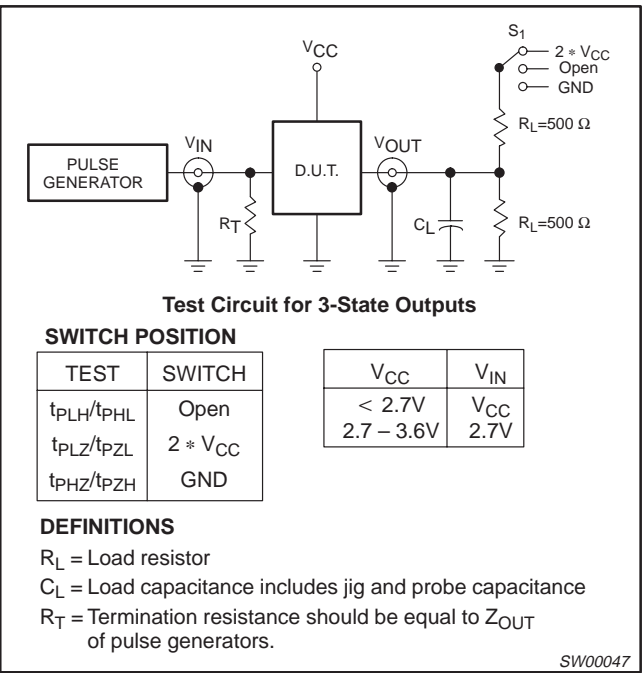 S1
2 * VCC
Open
GND
VCC
RL=500 Ω
VIN
VOUT
PULSE
GENERATOR
D.U.T.
RT
CL
RL=500 Ω
Test Circuit for 3-State Outputs
SWITCH POSITION
TEST SWITCH
tPLH/tPHL Open
tPLZ/tPZL 2 * VCC
tPHZ/tPZH GND
VCC VIN
< 2.7V VCC
2.7 – 3.6V 2.7V
DEFINITIONS
RL = Load resistor
CL = Load capacitance includes jig and probe capacitance
RT = Termination resistance should be equal to ZOUT
of pulse generators.
SW00047